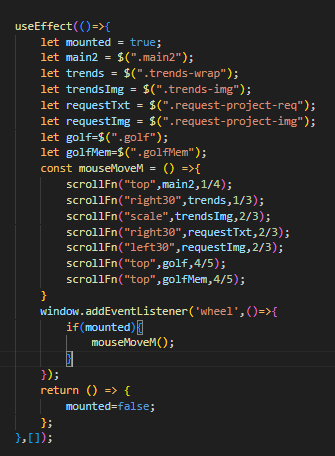 useEffect(()=>{
let mounted = true;
let main2 = $(".main2");
let trends = $(".trends-wrap");
let trendsImg = $(".trends-img");
let requestTxt = $(".request-project-req");
let requestImg = $(".request-project-img");
let golf=$(".golf");
let golfMem=$(".golfMem");
const mouseMoveM = () =>{
scrollFn("top",main2,1/4);
scrollFn("right30",trends,1/3);
scrollFn("scale",trendsImg,2/3);
scrollFn("right30",requestTxt,2/3);
scrollFn("left30",requestImg,2/3);
scrollFn("top",golf,4/5);
scrollFn("top",golfMem,4/5);
}
window.addEventListener('wheel',()=>{
if(mounted){
mouseMoveM();
}
});
return () => {
mounted=false;
};
},[]);